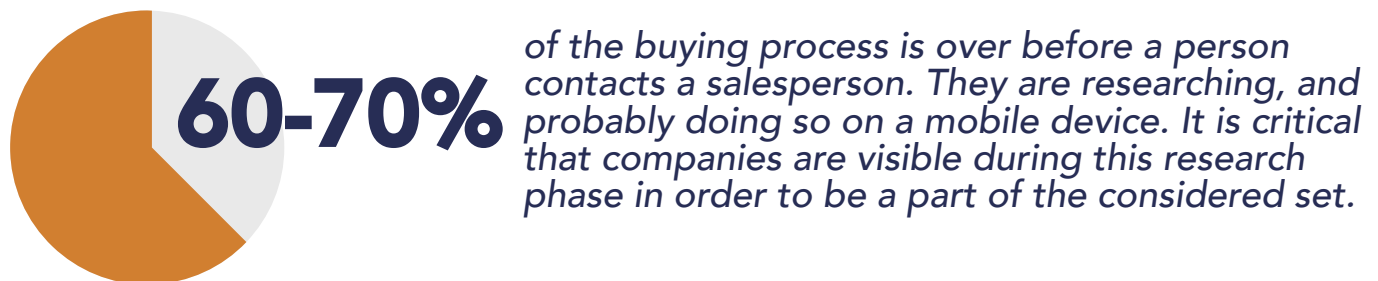 60-70%
of the buying process is over before a person
contacts a salesperson. They are researching, and
probably doing so on a mobile device. It is critical
that companies are visible during this research
phase in order to be a part of the considered set.